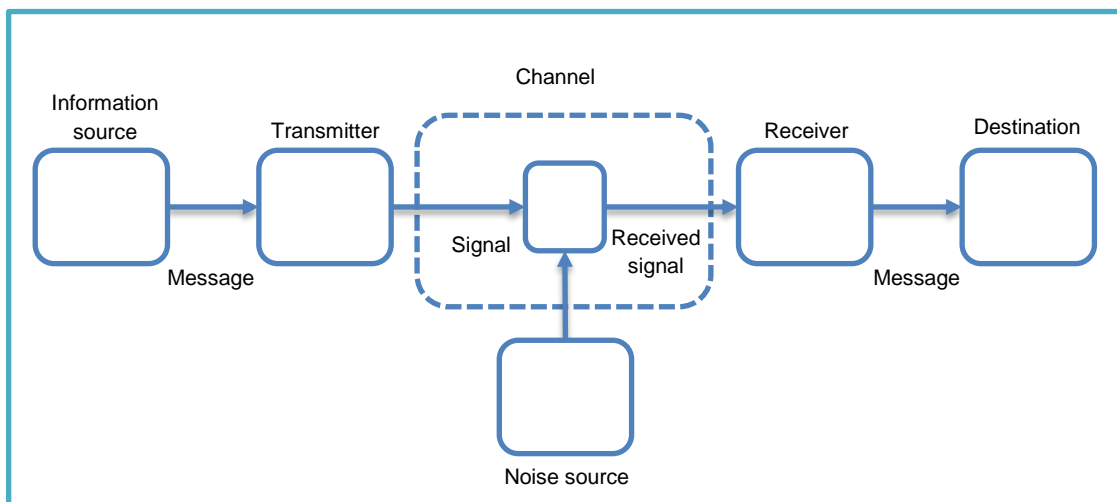 Channel
Information
source
Transmitter
Receiver
Destination
Signal
Received
signal
Message
Message
Noise source